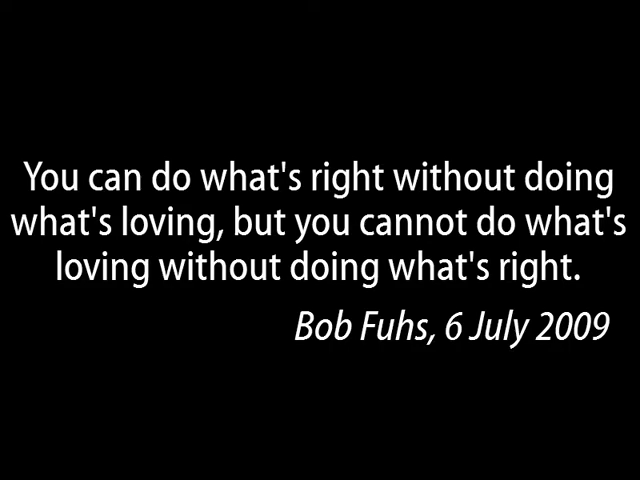 You can do what's right without doing
what's loving, but you cannot do what's
loving without doing what's right.
Bob Fuhs, 6 July 2009